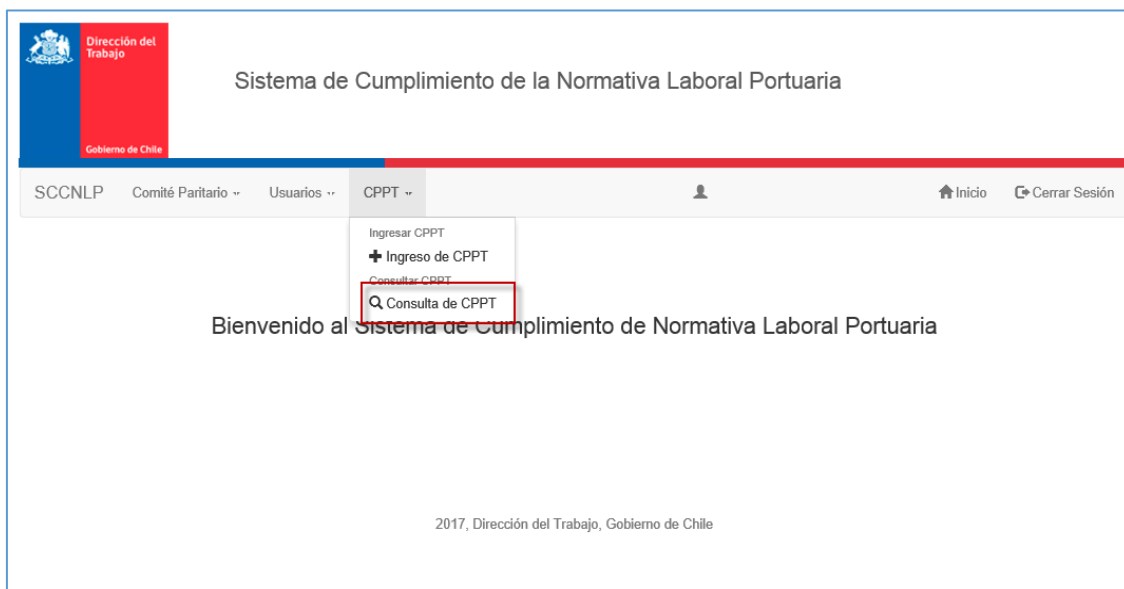 Dirección del
Trabajo
Gobierno de Chile
Sistema de Cumplimiento de la Normativa Laboral Portuaria
SCCNLP Comité Paritario Usuarios CPPT Inicio Cerrar Sesión
Ingresar CPPT
Ingreso de CPPT
Consultar CPPT
Consulta de CPPT
Bienvenido al Sistema de Cumplimiento de Normativa Laboral Portuaria
2017, Dirección del Trabajo, Gobierno de Chile